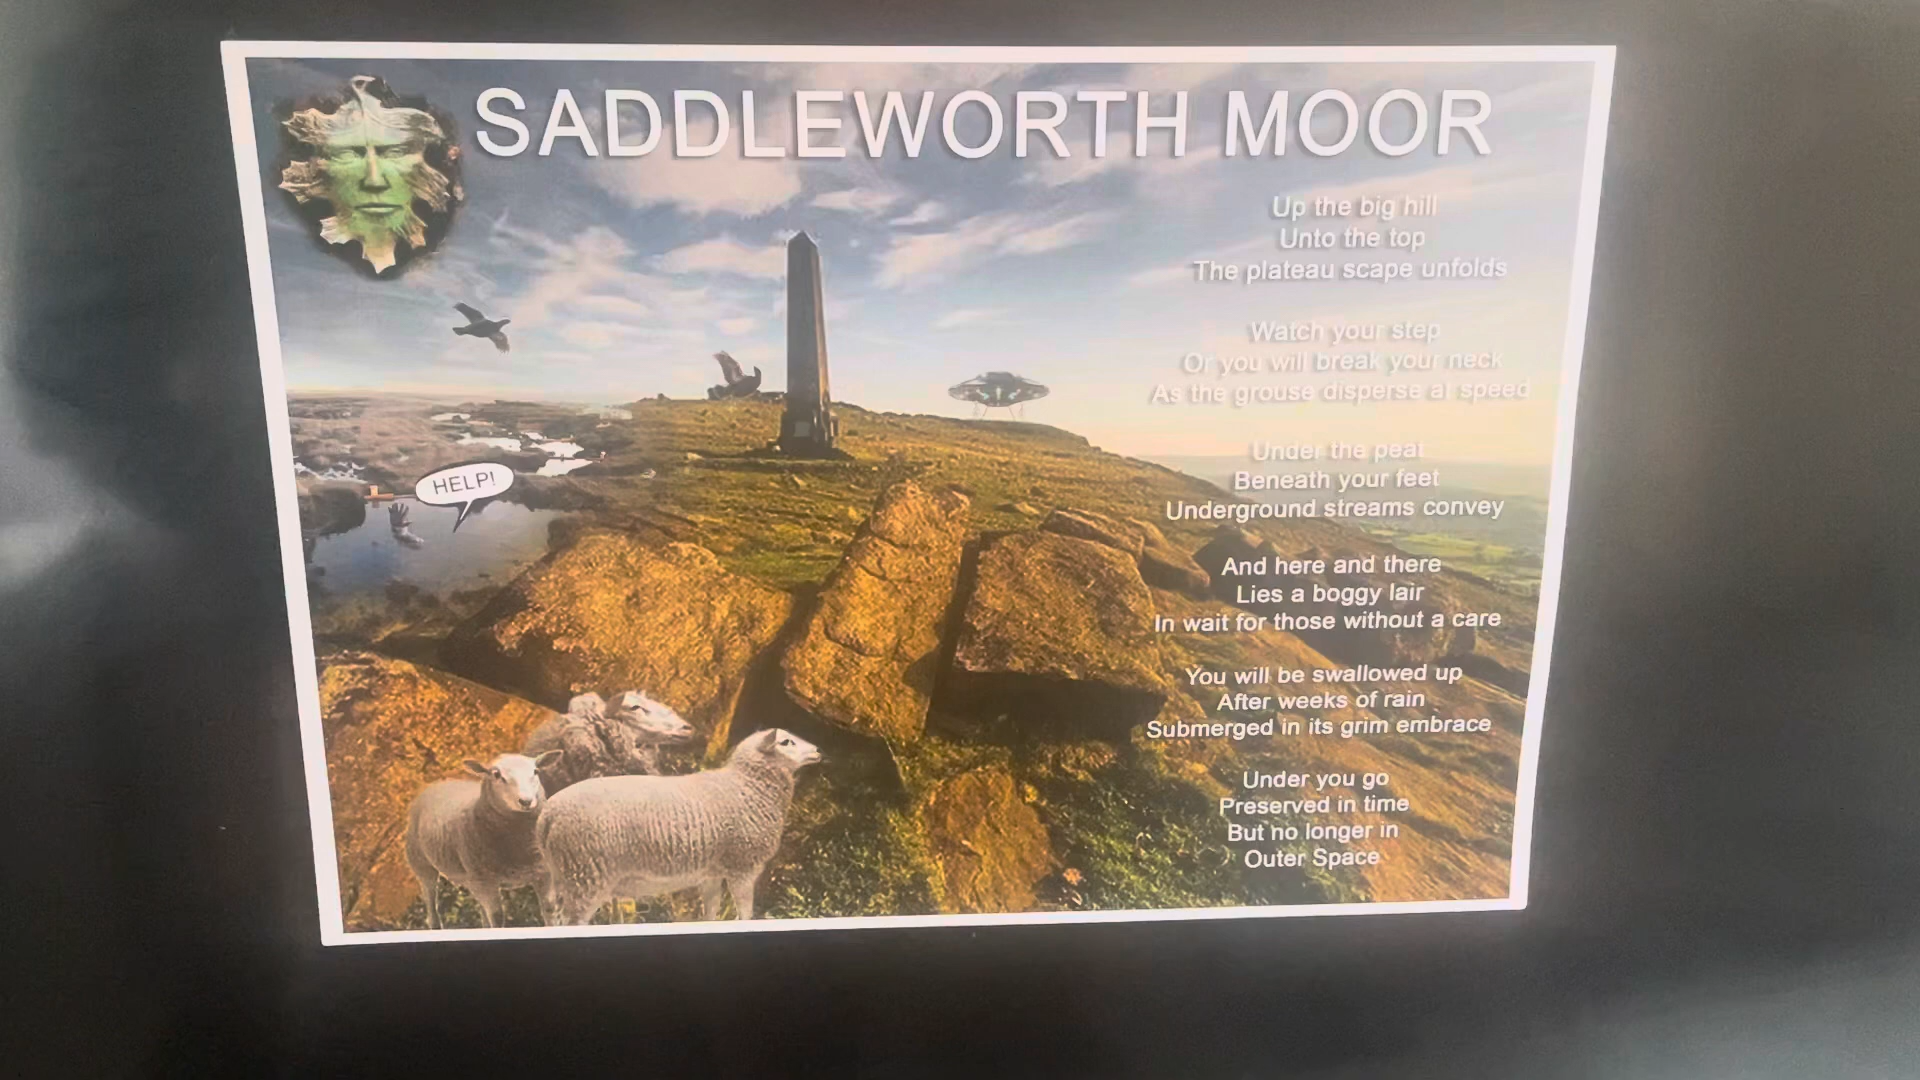 SADDLEWORTH MOOR
Up the big hill
Unto the top
The plateau scape unfolds
Watch your step
Or you will break your neck
As the grouse disperse at speed
Under the peat
Beneath your feet
Underground streams convey
And here and there
Lies a boggy lair
In wait for those without a care
You will be swallowed up
After weeks of rain
Submerged in its grim embrace
Under you go
Preserved in time
But no longer in
Outer Space
HELP!